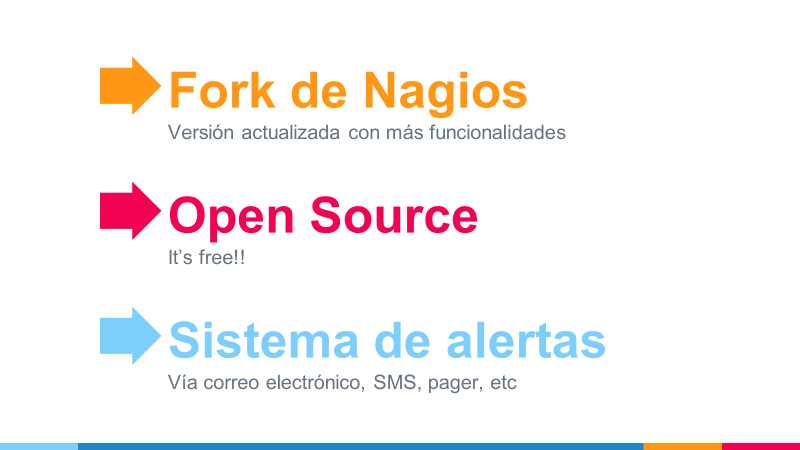 Fork de Nagios
Versión actualizada con más funcionalidades
Open Source
It’s free!!
Sistema de alertas
Vía correo electrónico, SMS, pager, etc